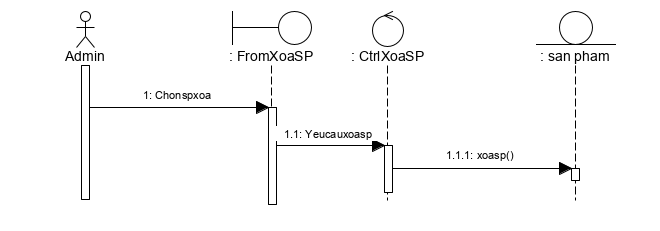 Admin
: FromXoaSP
: CtrlXoaSP
: san pham
1: Chonspxoa
1.1: Yeucauxoasp
1.1.1: xoasp()